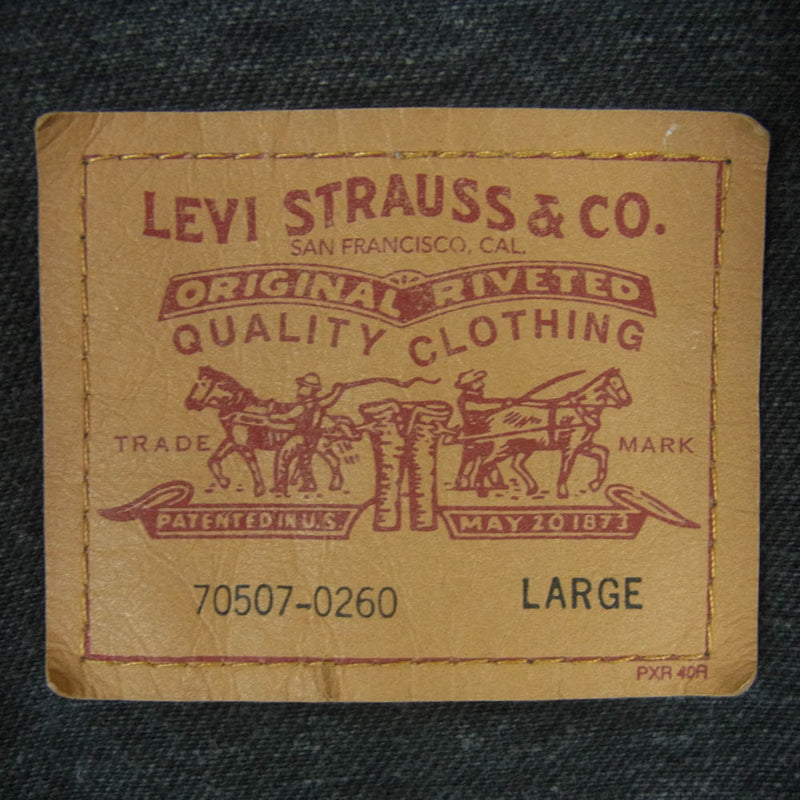 LEVI STRAUSS & CO.
SAN FRANCISCO, CAL.
ORIGINAL RIVETED
QUALITY CLOTHING
TRADE MARK
PATENTED IN U.S. MAY 20 1873
70507-0260 LARGE
PXR 40R